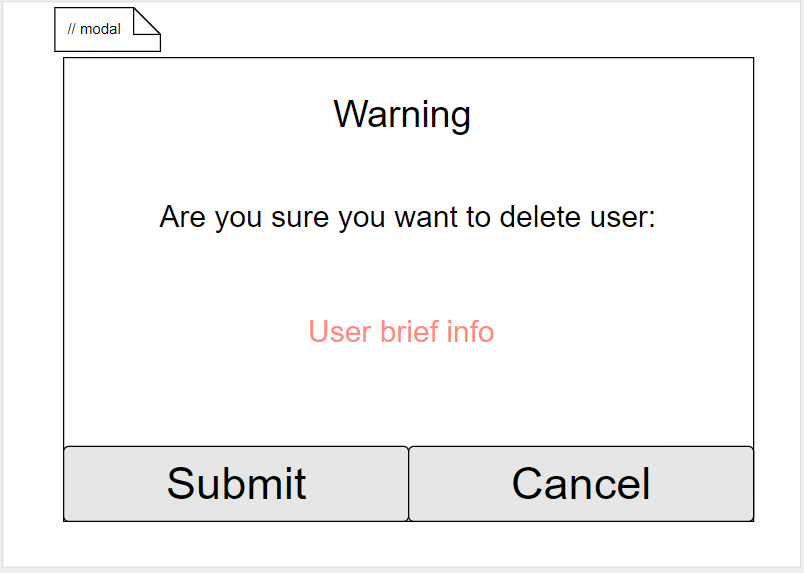 // modal
Warning
Are you sure you want to delete user:
User brief info
Submit
Cancel